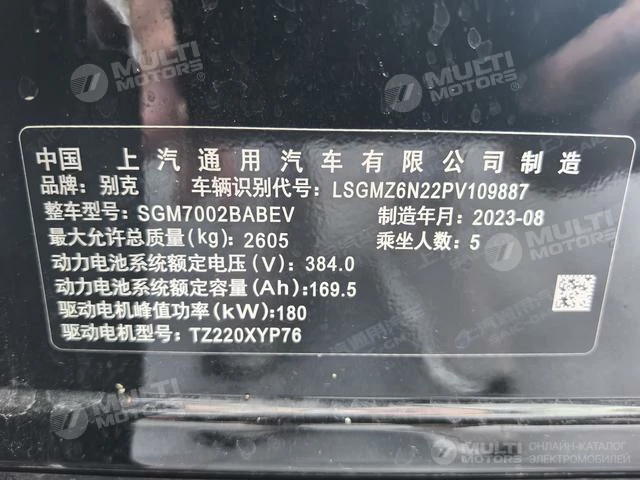 MULTI MOTORS®
MULTI MOTORS®
中国 上汽通用汽车有限公司制造
品牌: 别克 车辆识别代号: LSGMZ6N22PV109887
整车型号: SGM7002BABEV 制造年月: 2023-08
最大允许总质量(kg): 2605 乘坐人数: 5
动力电池系统额定电压(V): 384.0
动力电池系统额定容量(Ah): 169.5
驱动电机峰值功率(kW): 180
驱动电机型号: TZ220XYP76
MULTI MOTORS
ОНЛАЙН-КАТАЛОГ
ЭЛЕКТРОМОБИЛЕЙ